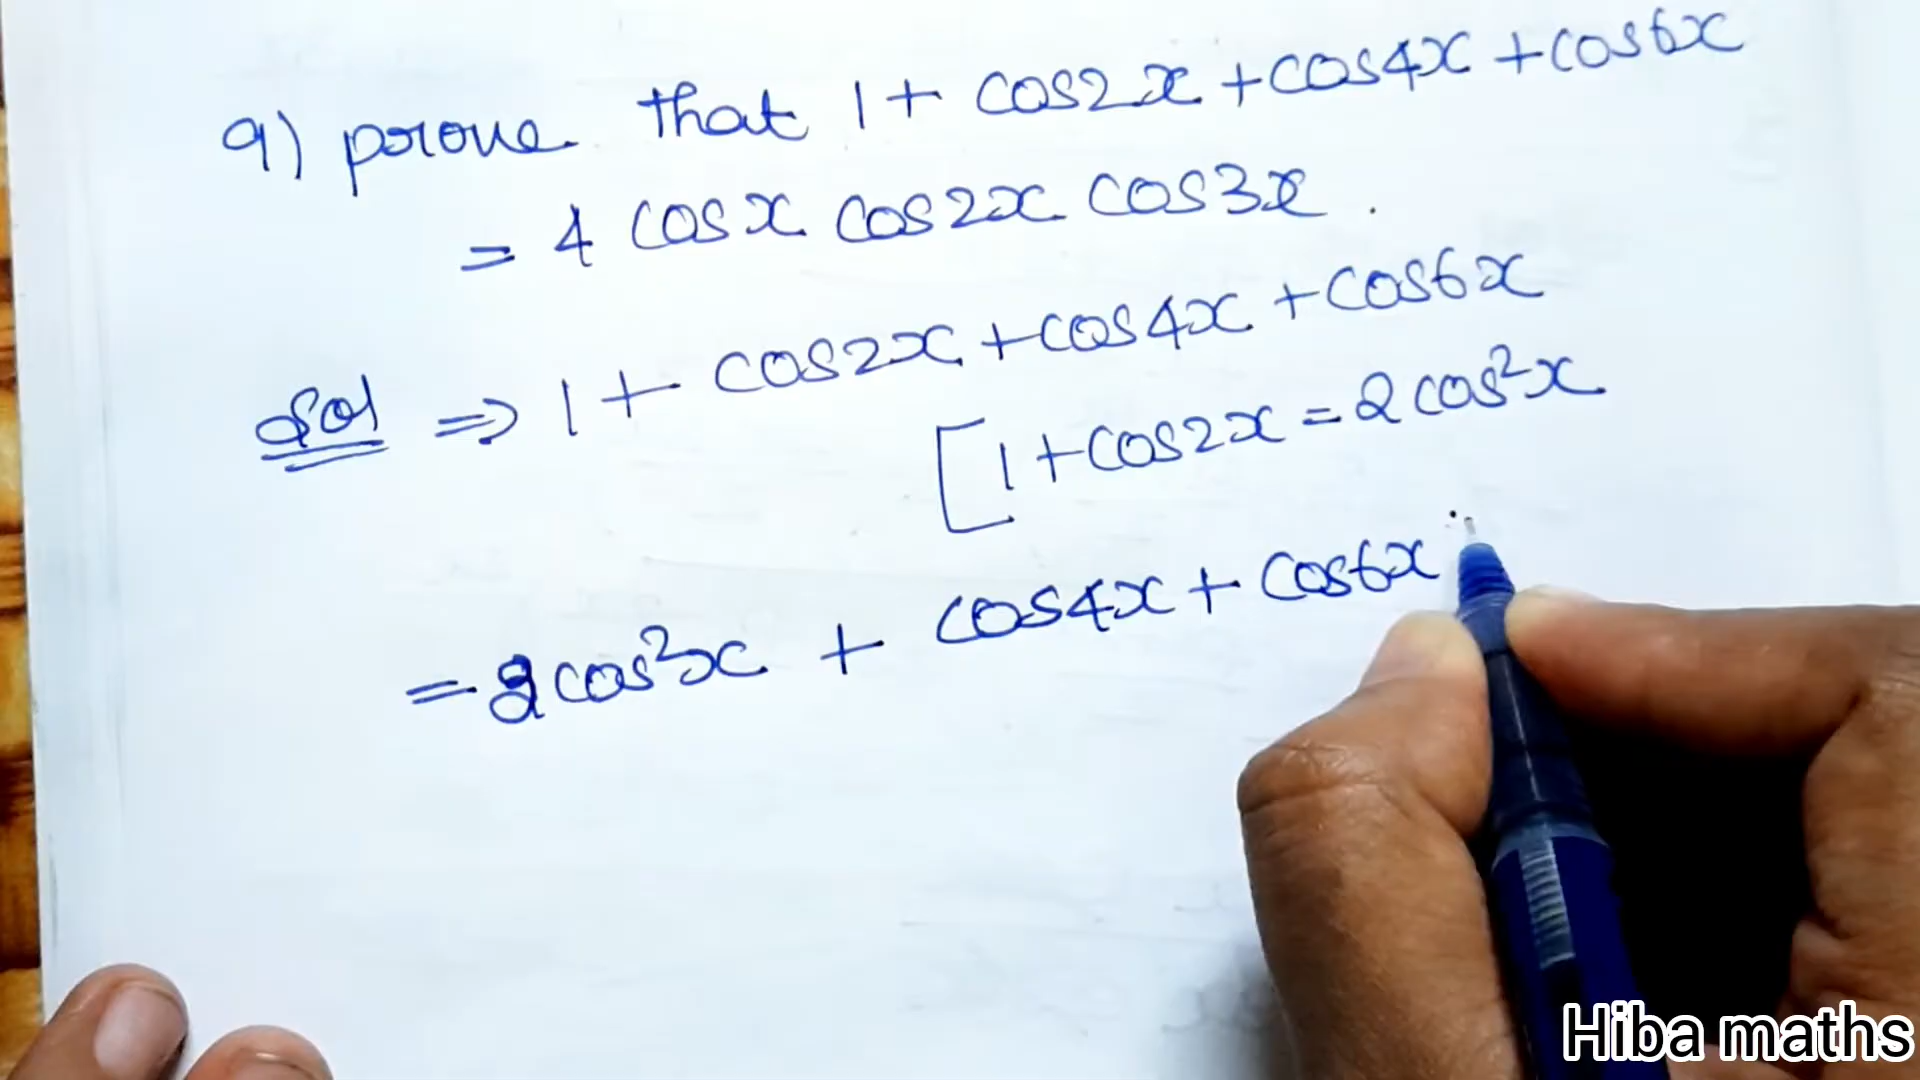 9) prove that 1 + cos2x + cos4x + cos6x
= 4 cosx cos2x cos3x.
Sol ⇒ 1 + cos2x + cos4x + cos6x
[1 + cos2x = 2cos²x
= 2cos²x + cos4x + cos6x
Hiba maths